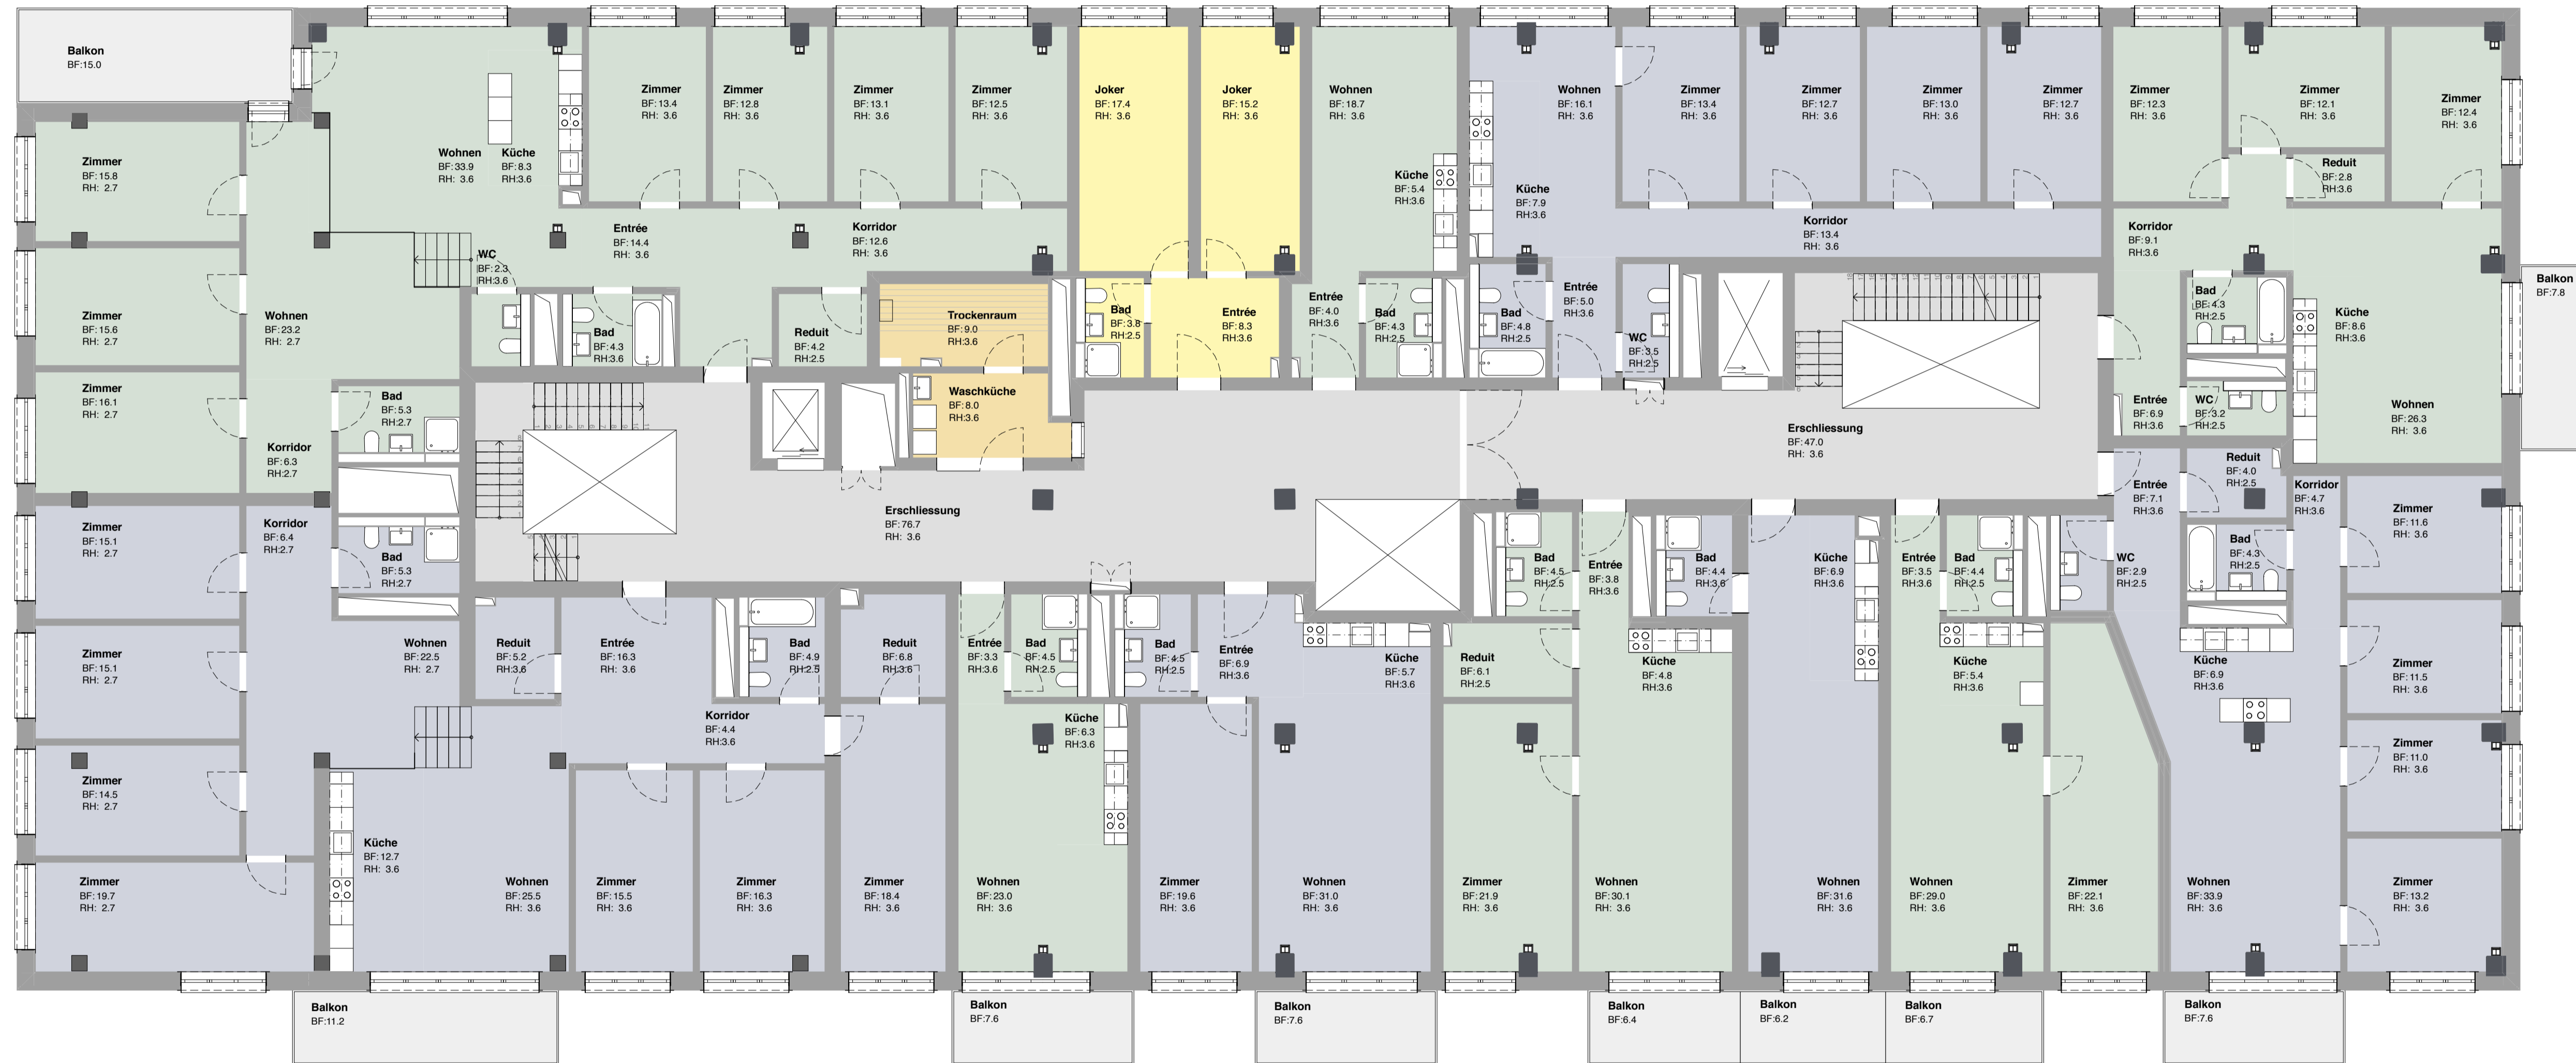 Balkon
BF:15.0
Zimmer
BF: 15.8
RH: 2.7
Zimmer
BF: 15.6
RH: 2.7
Zimmer
BF: 16.1
RH: 2.7
Wohnen
BF: 23.2
RH: 2.7
Korridor
BF: 6.3
RH:2.7
Bad
BF: 5.3
RH:2.7
Wohnen
BF: 33.9
RH: 3.6
Küche
BF: 8.3
RH:3.6
WC
BF: 2.3
RH:3.6
Entrée
BF: 14.4
RH: 3.6
Bad
BF: 4.3
RH:3.6
Zimmer
BF: 13.4
RH: 3.6
Zimmer
BF: 12.8
RH: 3.6
Zimmer
BF: 13.1
RH: 3.6
Zimmer
BF: 12.5
RH: 3.6
Korridor
BF: 12.6
RH: 3.6
Reduit
BF: 4.2
RH:2.5
Trockenraum
BF: 9.0
RH:3.6
Waschküche
BF: 8.0
RH:3.6
Joker
BF: 17.4
RH: 3.6
Joker
BF: 15.2
RH: 3.6
Bad
BF: 3.8
RH:2.5
Entrée
BF: 8.3
RH:3.6
Wohnen
BF: 18.7
RH: 3.6
Küche
BF: 5.4
RH:3.6
Entrée
BF: 4.0
RH:3.6
Bad
BF: 4.3
RH:2.5
Wohnen
BF: 16.1
RH: 3.6
Küche
BF: 7.9
RH:3.6
Bad
BF: 4.8
RH:2.5
Entrée
BF: 5.0
RH:3.6
WC
BF: 3.5
RH:2.5
Zimmer
BF: 13.4
RH: 3.6
Zimmer
BF: 12.7
RH: 3.6
Zimmer
BF: 13.0
RH: 3.6
Zimmer
BF: 12.7
RH: 3.6
Korridor
BF: 13.4
RH: 3.6
Zimmer
BF: 12.3
RH: 3.6
Zimmer
BF: 12.1
RH: 3.6
Zimmer
BF: 12.4
RH: 3.6
Reduit
BF: 2.8
RH:3.6
Korridor
BF: 9.1
RH:3.6
Bad
BF: 4.3
RH:2.5
Küche
BF: 8.6
RH:3.6
Entrée
BF: 6.9
RH:3.6
WC
BF: 3.2
RH:2.5
Wohnen
BF: 26.3
RH: 3.6
Balkon
BF:7.8
Erschliessung
BF: 76.7
RH: 3.6
Erschliessung
BF: 47.0
RH: 3.6
Zimmer
BF: 15.1
RH: 2.7
Korridor
BF: 6.4
RH:2.7
Bad
BF: 5.3
RH:2.7
Zimmer
BF: 15.1
RH: 2.7
Wohnen
BF: 22.5
RH: 2.7
Zimmer
BF: 14.5
RH: 2.7
Zimmer
BF: 19.7
RH: 2.7
Küche
BF: 12.7
RH: 3.6
Wohnen
BF: 25.5
RH: 3.6
Reduit
BF: 5.2
RH:3.6
Entrée
BF: 16.3
RH: 3.6
Bad
BF: 4.9
RH:2.5
Korridor
BF: 4.4
RH:3.6
Zimmer
BF: 15.5
RH: 3.6
Zimmer
BF: 16.3
RH: 3.6
Reduit
BF: 6.8
RH:3.6
Zimmer
BF: 18.4
RH: 3.6
Entrée
BF: 3.3
RH:3.6
Bad
BF: 4.5
RH:2.5
Küche
BF: 6.3
RH:3.6
Wohnen
BF: 23.0
RH: 3.6
Bad
BF: 4.5
RH:2.5
Entrée
BF: 6.9
RH:3.6
Küche
BF: 5.7
RH:3.6
Zimmer
BF: 19.6
RH: 3.6
Wohnen
BF: 31.0
RH: 3.6
Bad
BF: 4.5
RH:2.5
Entrée
BF: 3.8
RH:3.6
Reduit
BF: 6.1
RH:2.5
Küche
BF: 4.8
RH:3.6
Zimmer
BF: 21.9
RH: 3.6
Wohnen
BF: 30.1
RH: 3.6
Bad
BF: 4.4
RH:3.6
Küche
BF: 6.9
RH:3.6
Wohnen
BF: 31.6
RH: 3.6
Entrée
BF: 3.5
RH:3.6
Bad
BF: 4.4
RH:2.5
Küche
BF: 5.4
RH:3.6
Wohnen
BF: 29.0
RH: 3.6
Zimmer
BF: 22.1
RH: 3.6
WC
BF: 2.9
RH:2.5
Entrée
BF: 7.1
RH:3.6
Reduit
BF: 4.0
RH:2.5
Korridor
BF: 4.7
RH:3.6
Bad
BF: 4.3
RH:2.5
Küche
BF: 6.9
RH:3.6
Wohnen
BF: 33.9
RH: 3.6
Zimmer
BF: 11.6
RH: 3.6
Zimmer
BF: 11.5
RH: 3.6
Zimmer
BF: 11.0
RH: 3.6
Zimmer
BF: 13.2
RH: 3.6
Balkon
BF:11.2
Balkon
BF:7.6
Balkon
BF:7.6
Balkon
BF:6.4
Balkon
BF:6.2
Balkon
BF:6.7
Balkon
BF:7.6